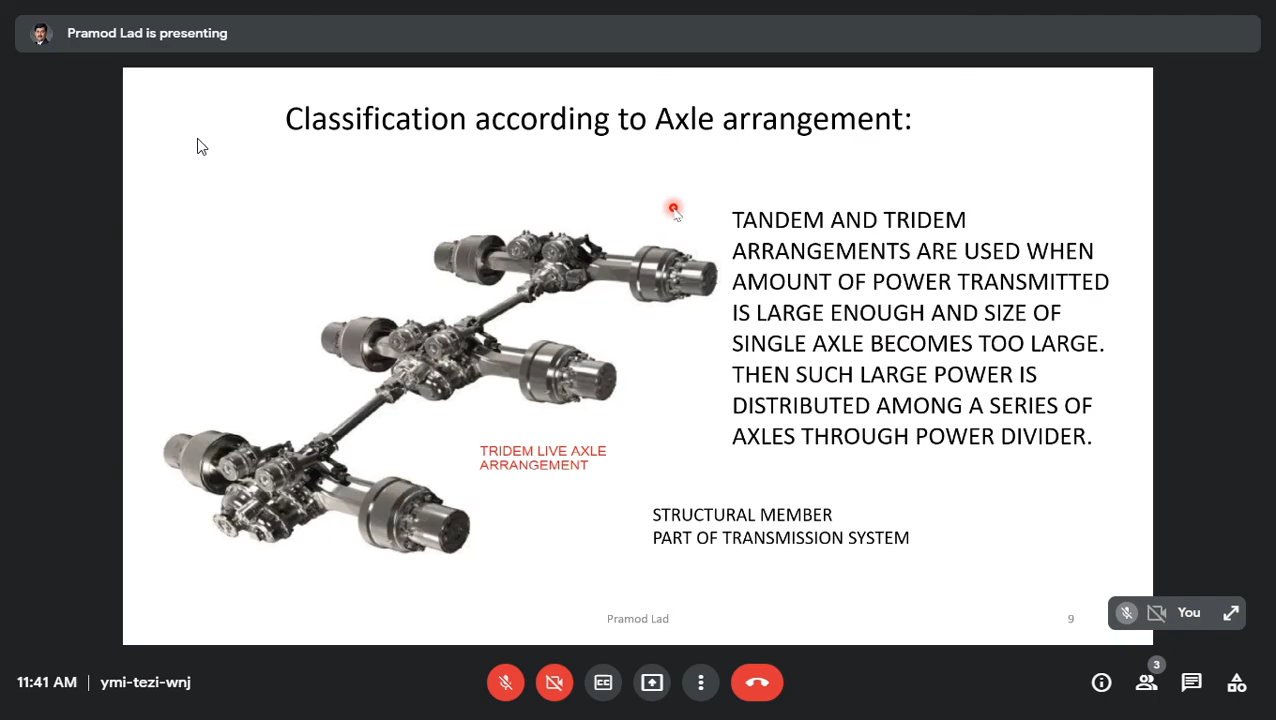 Pramod Lad is presenting
Classification according to Axle arrangement:
TANDEM AND TRIDEM
ARRANGEMENTS ARE USED WHEN
AMOUNT OF POWER TRANSMITTED
IS LARGE ENOUGH AND SIZE OF
SINGLE AXLE BECOMES TOO LARGE.
THEN SUCH LARGE POWER IS
DISTRIBUTED AMONG A SERIES OF
AXLES THROUGH POWER DIVIDER.
TRIDEM LIVE AXLE
ARRANGEMENT
STRUCTURAL MEMBER
PART OF TRANSMISSION SYSTEM
Pramod Lad
9
You
11:41 AM | ymi-tezi-wnj
3